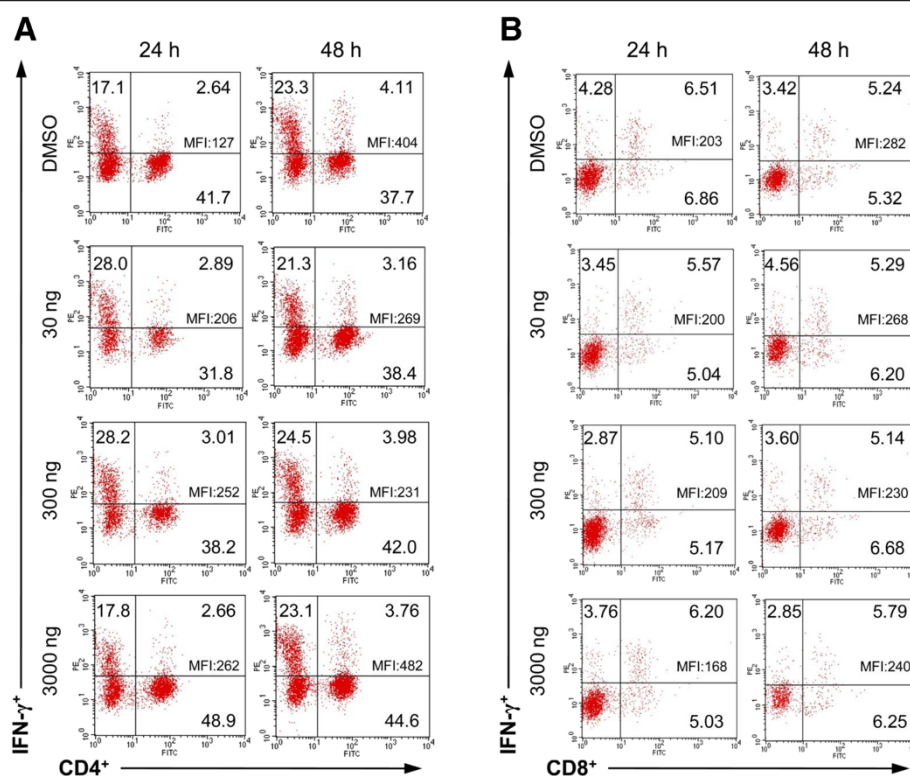 A
B
24 h
48 h
24 h
48 h
DMSO
17.1
2.64
MFI:127
41.7
23.3
4.11
MFI:404
37.7
4.28
6.51
MFI:203
6.86
3.42
5.24
MFI:282
5.32
30 ng
28.0
2.89
MFI:206
31.8
21.3
3.16
MFI:269
38.4
30 ng
3.45
5.57
MFI:200
5.04
4.56
5.29
MFI:268
6.20
300 ng
28.2
3.01
MFI:252
38.2
24.5
3.98
MFI:231
42.0
300 ng
2.87
5.10
MFI:209
5.17
3.60
5.14
MFI:230
6.68
3000 ng
17.8
2.66
MFI:262
48.9
23.1
3.76
MFI:482
44.6
3000 ng
3.76
6.20
MFI:168
5.03
2.85
5.79
MFI:240
6.25
DMSO
PE
FITC
IFN-γ⁺
CD4⁺
IFN-γ⁺
CD8⁺